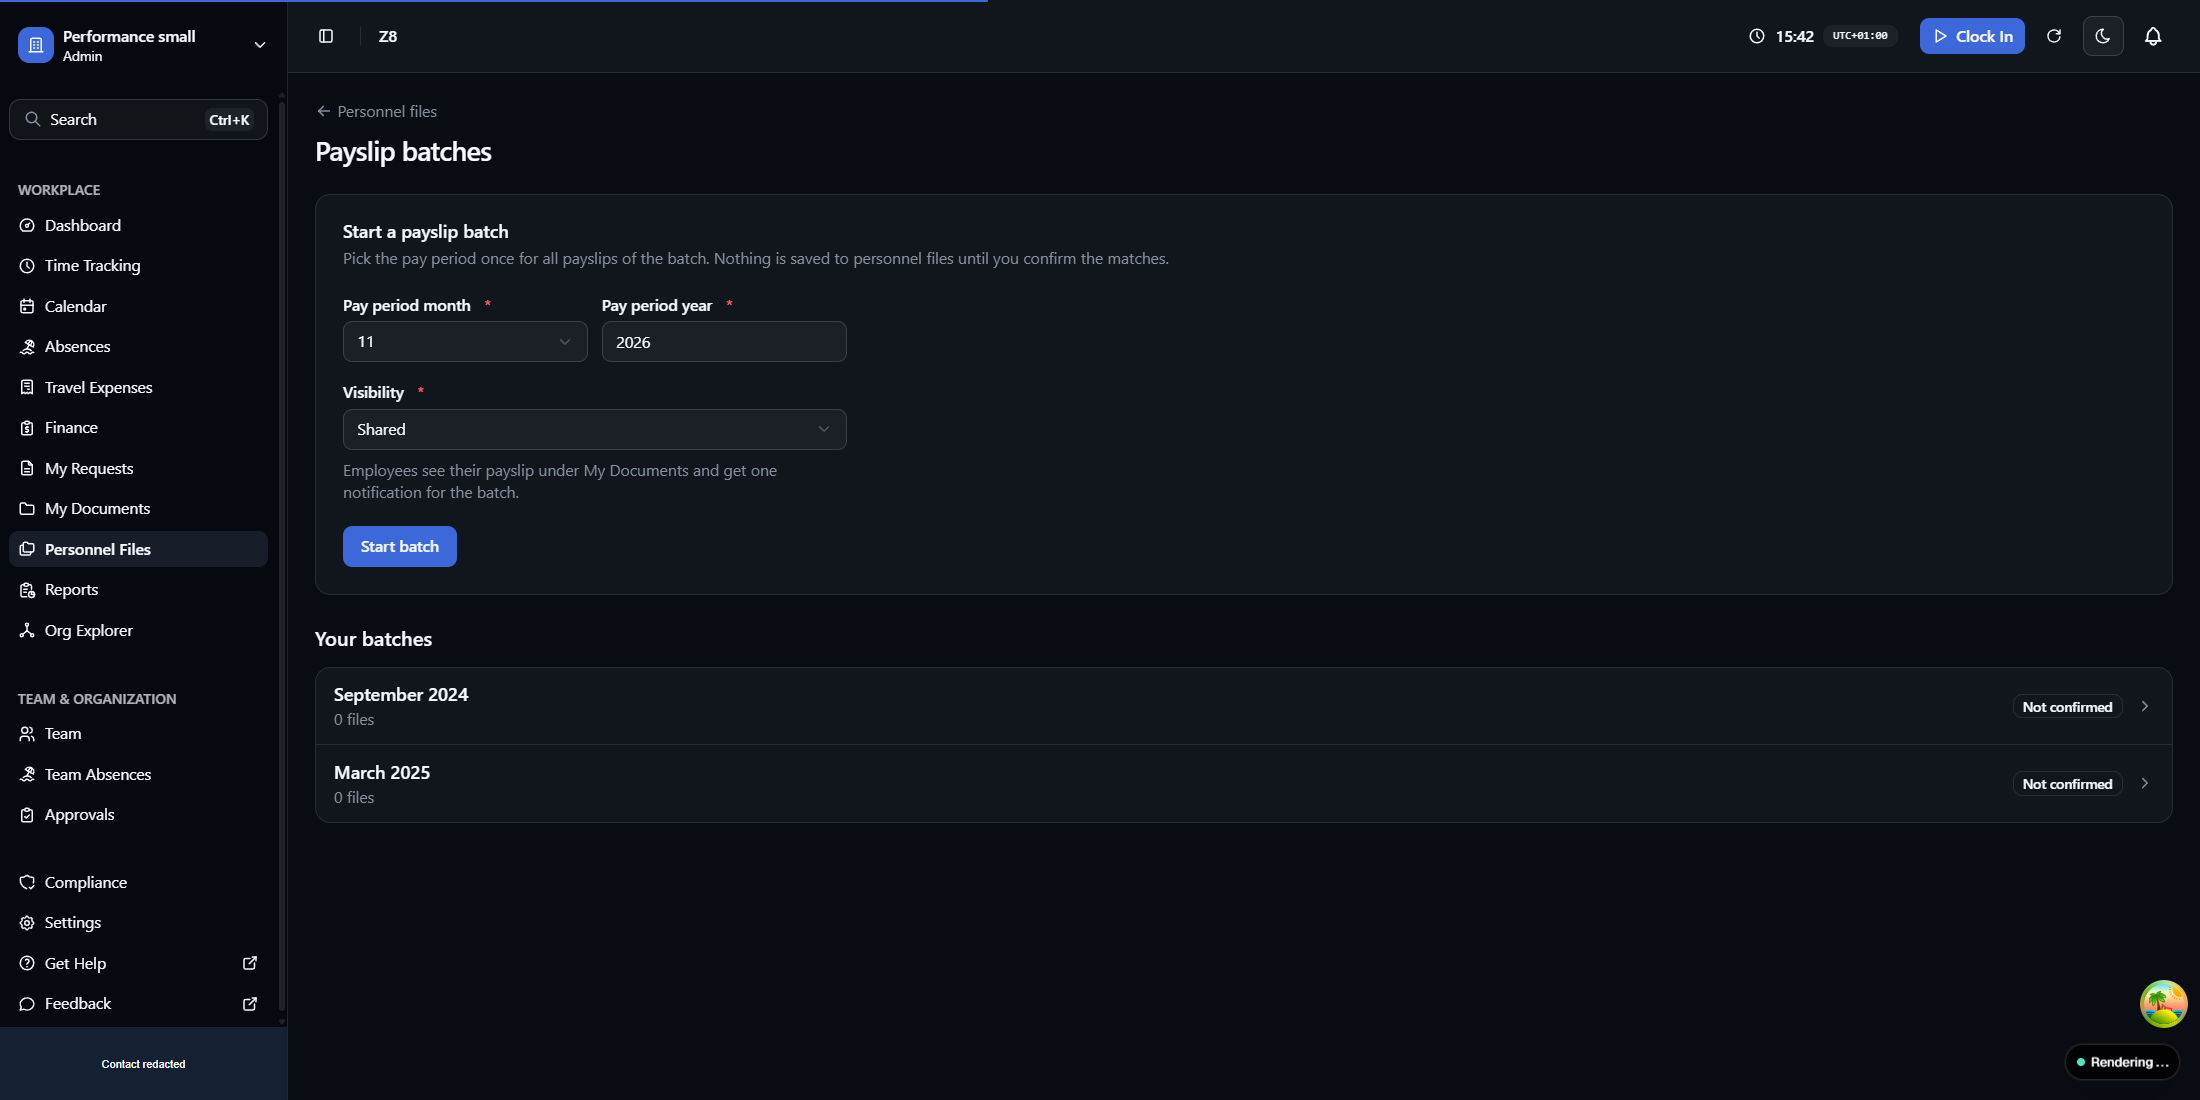 Performance small
Admin
Z8
15:42
UTC+01:00
Clock In
Search
Ctrl+K
WORKPLACE
Dashboard
Time Tracking
Calendar
Absences
Travel Expenses
Finance
My Requests
My Documents
Personnel Files
Reports
Org Explorer
TEAM & ORGANIZATION
Team
Team Absences
Approvals
Compliance
Settings
Get Help
Feedback
Contact redacted
Personnel files
Payslip batches
Start a payslip batch
Pick the pay period once for all payslips of the batch. Nothing is saved to personnel files until you confirm the matches.
Pay period month *
Pay period year *
11
2026
Visibility *
Shared
Employees see their payslip under My Documents and get one
notification for the batch.
Start batch
Your batches
September 2024
0 files
Not confirmed
March 2025
0 files
Not confirmed
Rendering ...